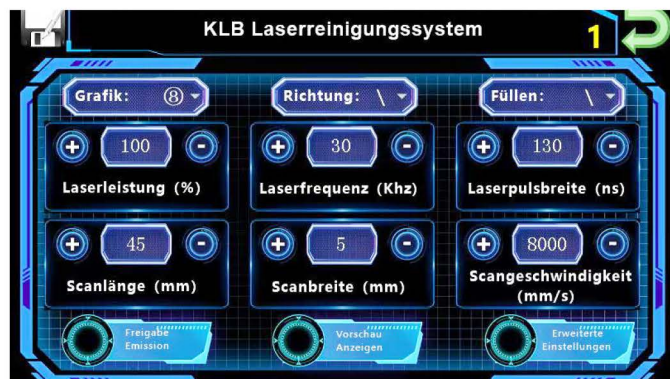 KLB Laserreinigungssystem
1
Grafik: ⑧
Richtung: \
Füllen: \
+ 100 -
Laserleistung (%)
+ 30 -
Laserfrequenz (Khz)
+ 130 -
Laserpulsbreite (ns)
+ 45 -
Scanlänge (mm)
+ 5 -
Scanbreite (mm)
+ 8000 -
Scangeschwindigkeit
(mm/s)
Freigabe
Emission
Vorschau
Anzeigen
Erweiterte
Einstellungen